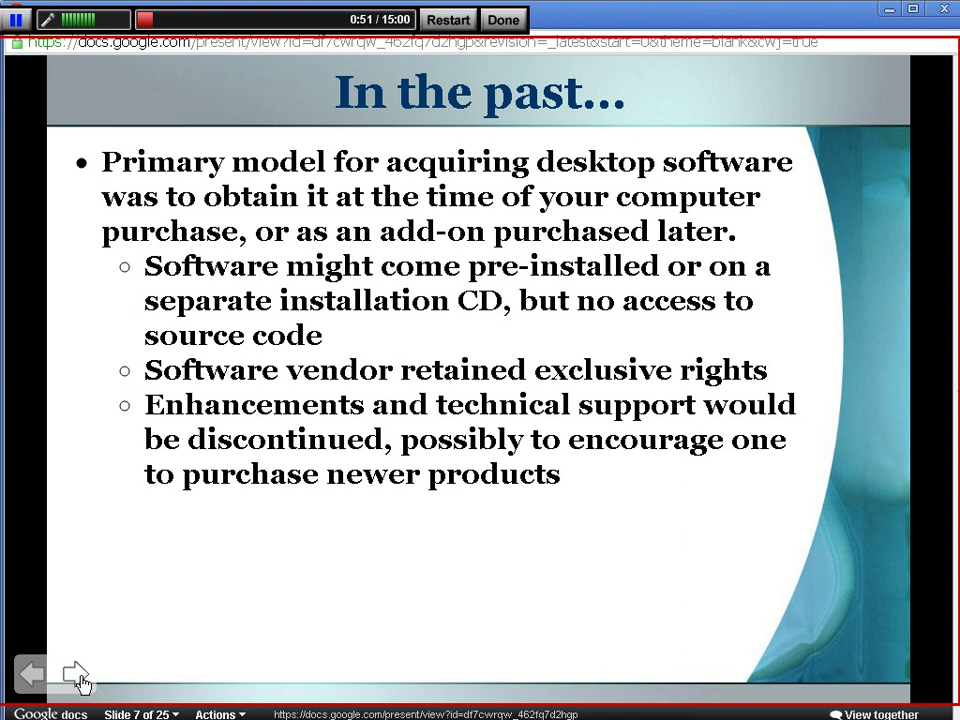 0:51 / 15:00 Restart Done
https://docs.google.com/present/view?id=df7cwrqw_462fq7d2hgp&revision=_latest&start=0&theme=blank&cwj=true
In the past...
• Primary model for acquiring desktop software
was to obtain it at the time of your computer
purchase, or as an add-on purchased later.
○ Software might come pre-installed or on a
separate installation CD, but no access to
source code
○ Software vendor retained exclusive rights
○ Enhancements and technical support would
be discontinued, possibly to encourage one
to purchase newer products
Google docs Slide 7 of 25 Actions https://docs.google.com/present/view?id=df7cwrqw_462fq7d2hgp View together